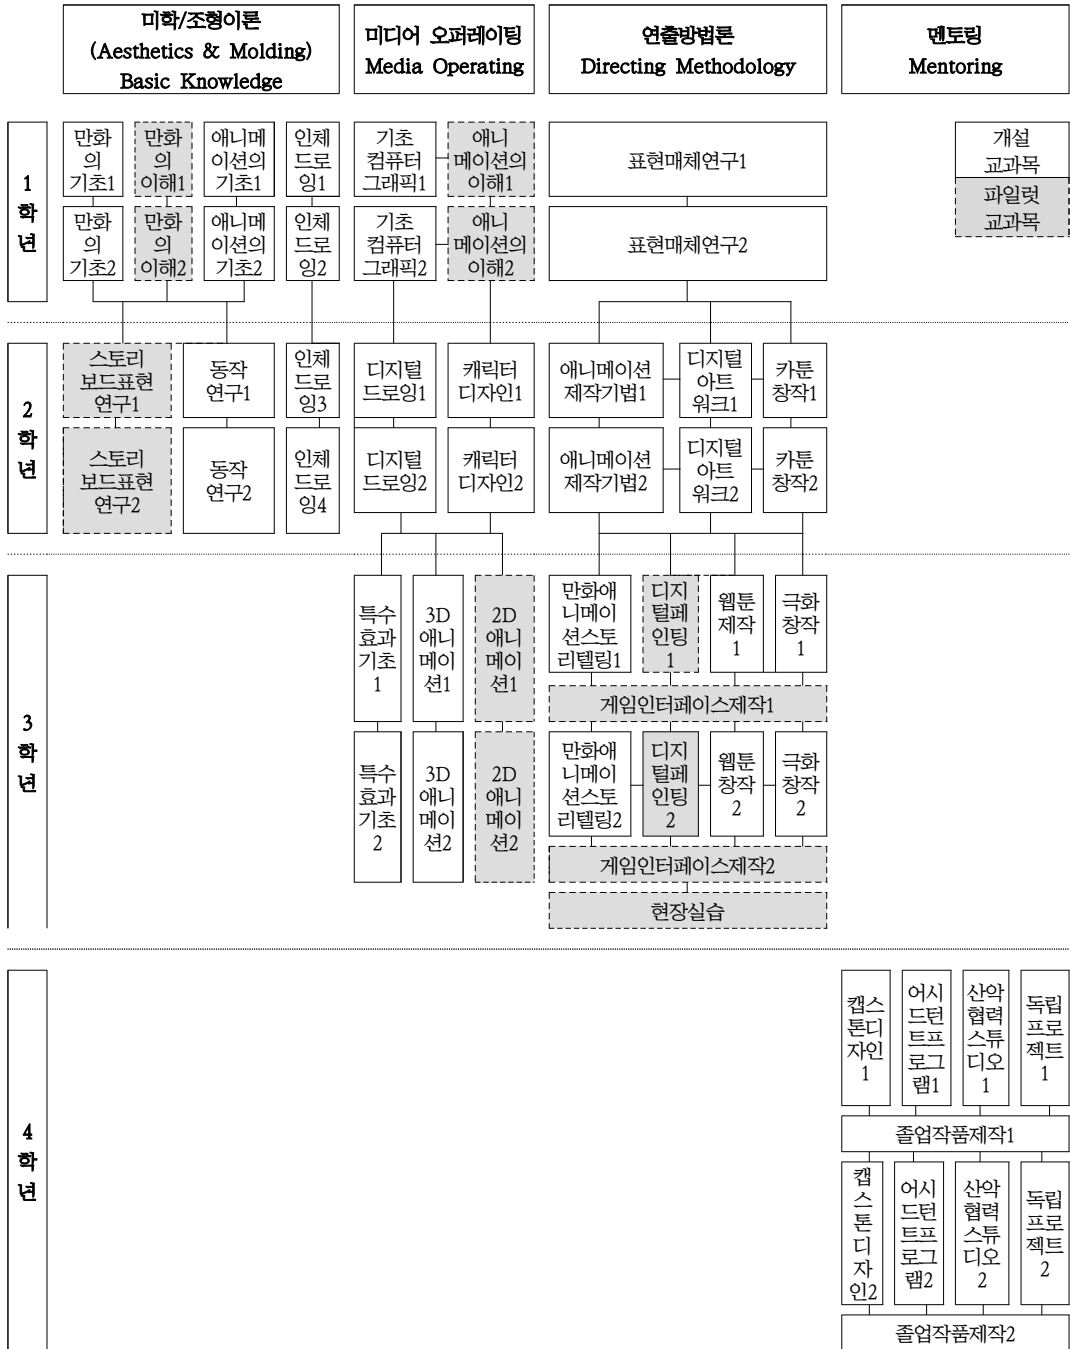 미학/조형이론
(Aesthetics & Molding)
Basic Knowledge
미디어 오퍼레이팅
Media Operating
연출방법론
Directing Methodology
멘토링
Mentoring
1
학
년
만화
의
기초1
만화
의
이해1
애니메
이션의
기초1
인체
드로
잉1
기초
컴퓨터
그래픽1
애니
메이션의
이해1
표현매체연구1
개설
교과목
파일럿
교과목
만화
의
기초2
만화
의
이해2
애니메
이션의
기초2
인체
드로
잉2
기초
컴퓨터
그래픽2
애니
메이션의
이해2
표현매체연구2
2
학
년
스토리
보드표현
연구1
동작
연구1
인체
드로
잉3
디지털
드로잉1
캐릭터
디자인1
애니메이션
제작기법1
디지털
아트
워크1
카툰
창작1
스토리
보드표현
연구2
동작
연구2
인체
드로
잉4
디지털
드로잉2
캐릭터
디자인2
애니메이션
제작기법2
디지털
아트
워크2
카툰
창작2
3
학
년
특수
효과
기초
1
3D
애니
메이
션1
2D
애니
메이
션1
만화애
니메이
션스토
리텔링1
디지
털페
인팅
1
웹툰
제작
1
극화
창작
1
게임인터페이스제작1
특수
효과
기초
2
3D
애니
메이
션2
2D
애니
메이
션2
만화애
니메이
션스토
리텔링2
디지
털페
인팅
2
웹툰
창작
2
극화
창작
2
게임인터페이스제작2
현장실습
4
학
년
캡스
톤디
자인
1
어시
드턴
트프
로그
램1
산악
협력
스튜
디오
1
독립
프로
젝트
1
졸업작품제작1
캡
스
톤
디
자
인2
어시
드턴
트프
로그
램2
산악
협력
스튜
디오
2
독립
프로
젝트
2
졸업작품제작2